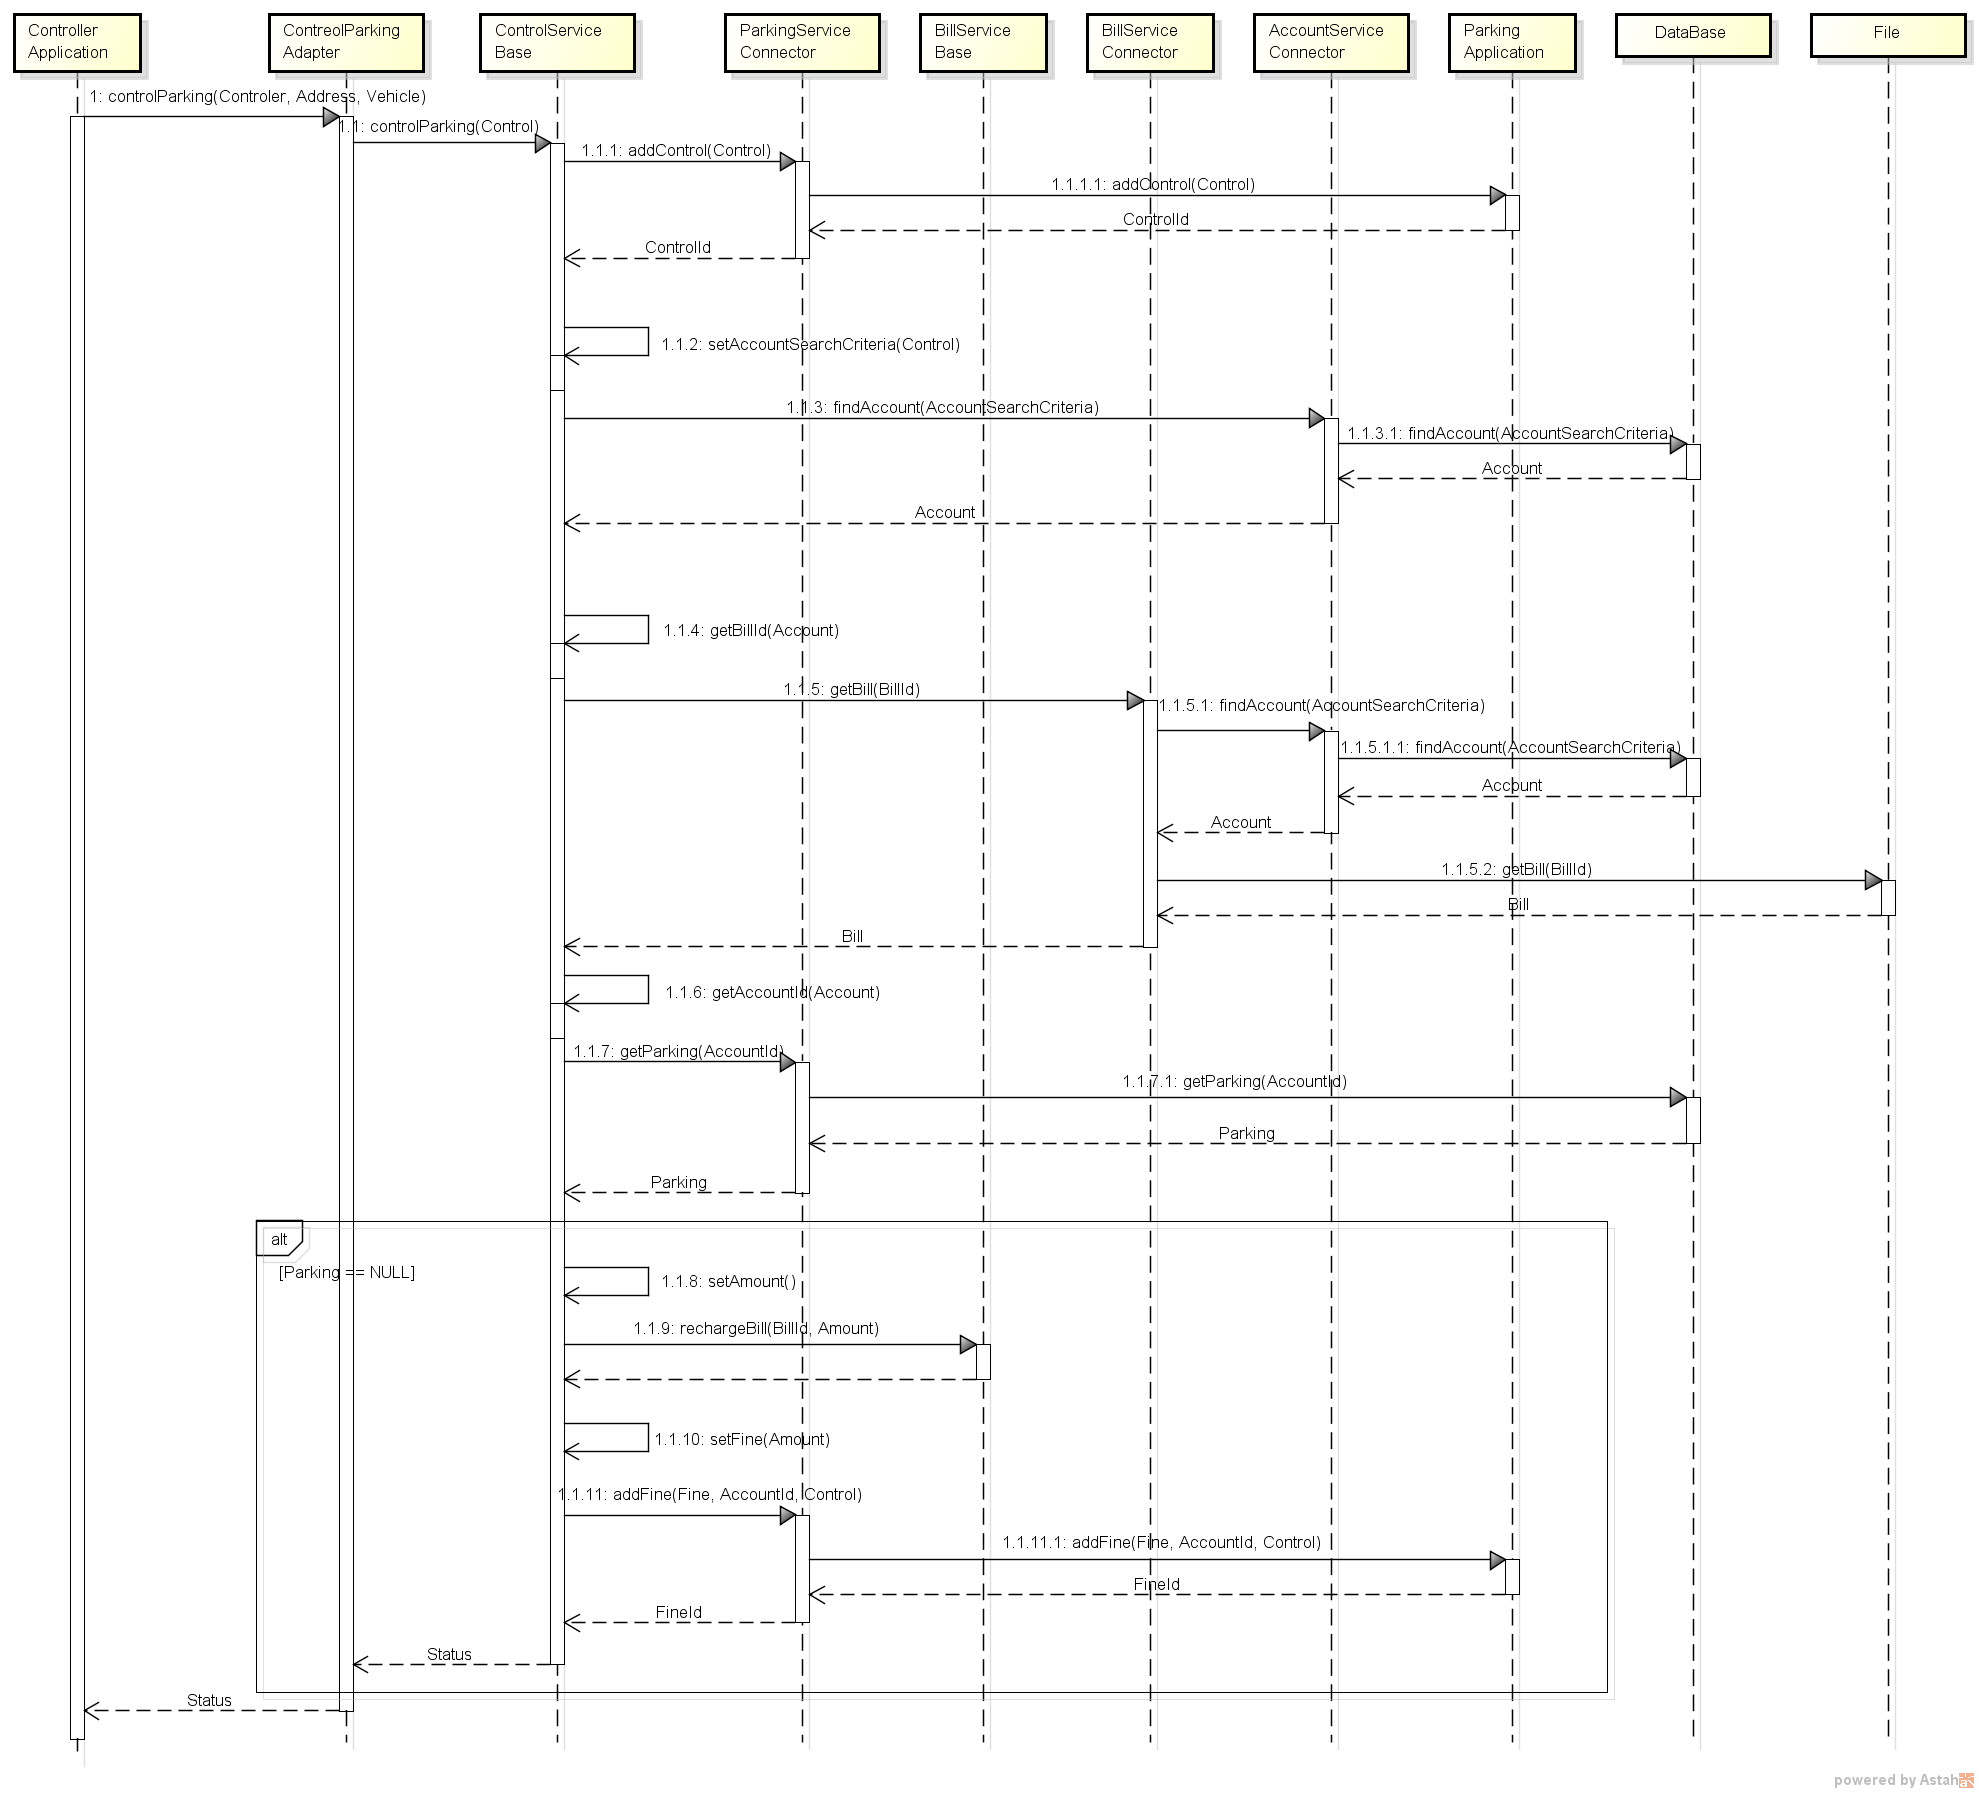 Controller
Application
ContreolParking
Adapter
ControlService
Base
ParkingService
Connector
BillService
Base
BillService
Connector
AccountService
Connector
Parking
Application
DataBase
File
1: controlParking(Controler, Address, Vehicle)
1.1: controlParking(Control)
1.1.1: addControl(Control)
1.1.1.1: addControl(Control)
ControlId
ControlId
1.1.2: setAccountSearchCriteria(Control)
1.1.3: findAccount(AccountSearchCriteria)
1.1.3.1: findAccount(AccountSearchCriteria)
Account
Account
1.1.4: getBillId(Account)
1.1.5: getBill(BillId)
1.1.5.1: findAccount(AccountSearchCriteria)
1.1.5.1.1: findAccount(AccountSearchCriteria)
Account
Account
1.1.5.2: getBill(BillId)
Bill
Bill
1.1.6: getAccountId(Account)
1.1.7: getParking(AccountId)
1.1.7.1: getParking(AccountId)
Parking
Parking
alt
[Parking == NULL]
1.1.8: setAmount()
1.1.9: rechargeBill(BillId, Amount)
1.1.10: setFine(Amount)
1.1.11: addFine(Fine, AccountId, Control)
1.1.11.1: addFine(Fine, AccountId, Control)
FineId
FineId
Status
Status
powered by Astah